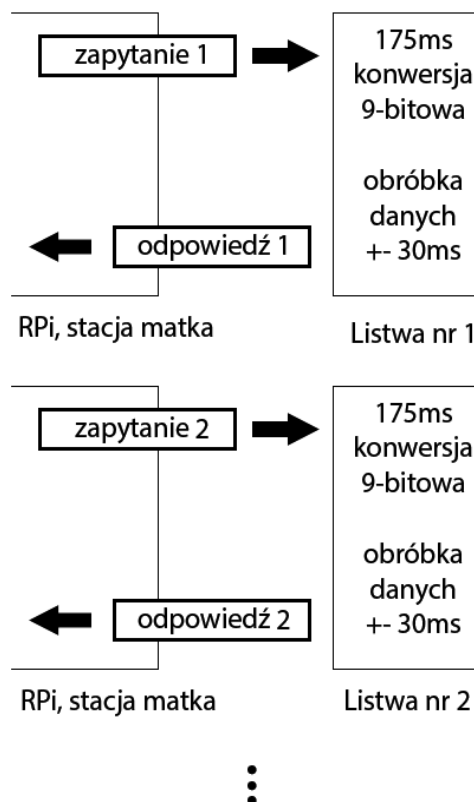 zapytanie 1
175ms
konwersja
9-bitowa
obróbka
danych
+- 30ms
odpowiedź 1
RPi, stacja matka
Listwa nr 1
zapytanie 2
175ms
konwersja
9-bitowa
obróbka
danych
+- 30ms
odpowiedź 2
RPi, stacja matka
Listwa nr 2